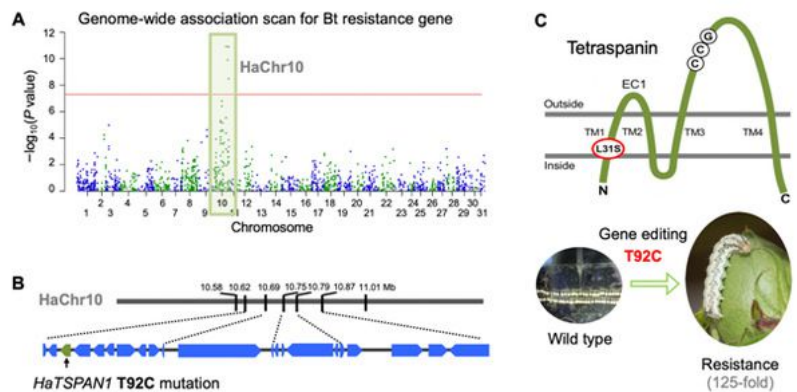 A
Genome-wide association scan for Bt resistance gene
12
10
8
6
4
2
0
–log₁₀(P value)
HaChr10
1 2 3 4 5 6 7 8 9 10 11 12 13 14 15 16 17 18 19 20 21 22 23 24 25 26 27 28 29 30 31
Chromosome
B
HaChr10
10.58 10.62 10.69 10.75 10.79 10.87 11.01 Mb
HaTSPAN1 T92C mutation
C
Tetraspanin
G
C
C
EC1
Outside
TM1 TM2 TM3 TM4
L31S
Inside
N
C
Gene editing
T92C
Wild type
Resistance
(125-fold)